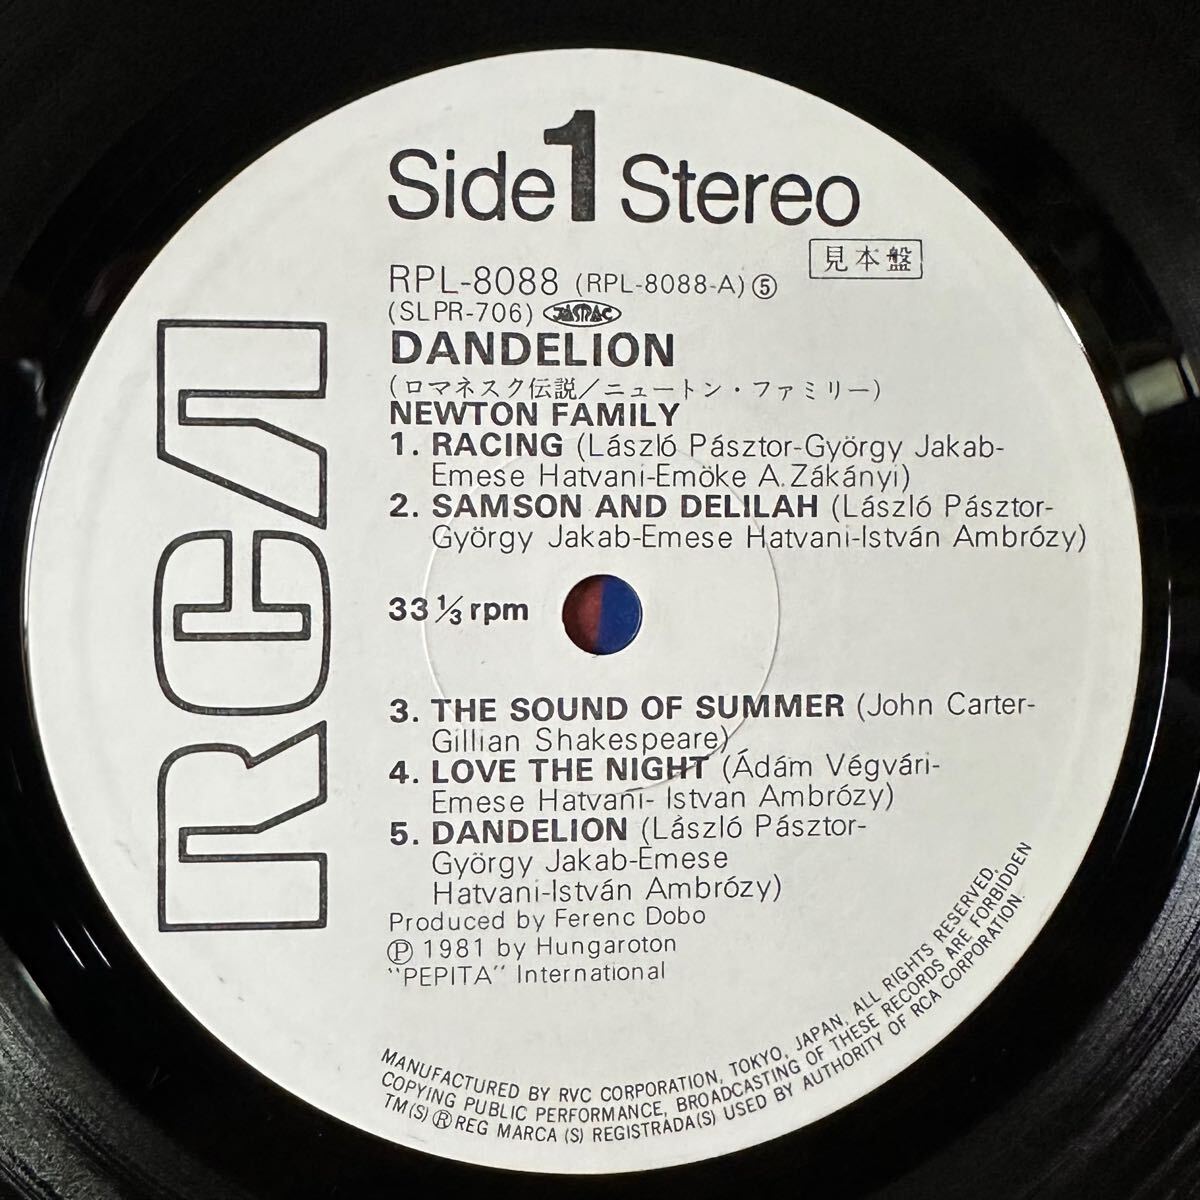 Side 1 Stereo
見本盤
RPL-8088 (RPL-8088-A) ⑤
(SLPR-706) JASRAC
DANDELION
(ロマネスク伝説/ニュートン・ファミリー)
NEWTON FAMILY
1. RACING (László Pásztor-György Jakab-
Emese Hatvani-Emöke A. Zákányi)
2. SAMSON AND DELILAH (László Pásztor-
György Jakab-Emese Hatvani-István Ambrózy)
33 ⅓ rpm
3. THE SOUND OF SUMMER (John Carter-
Gillian Shakespeare)
4. LOVE THE NIGHT (Ádám Végvári-
Emese Hatvani- Istvan Ambrózy)
5. DANDELION (László Pásztor-
György Jakab-Emese
Hatvani-István Ambrózy)
Produced by Ferenc Dobo
Ⓟ 1981 by Hungaroton
"PEPITA" International
RCA
MANUFACTURED BY RVC CORPORATION, TOKYO, JAPAN, ALL RIGHTS RESERVED,
COPYING PUBLIC PERFORMANCE, BROADCASTING OF THESE RECORDS ARE FORBIDDEN
TM(S) ® REG MARCA (S) REGISTRADA(S) USED BY AUTHORITY OF RCA CORPORATION.